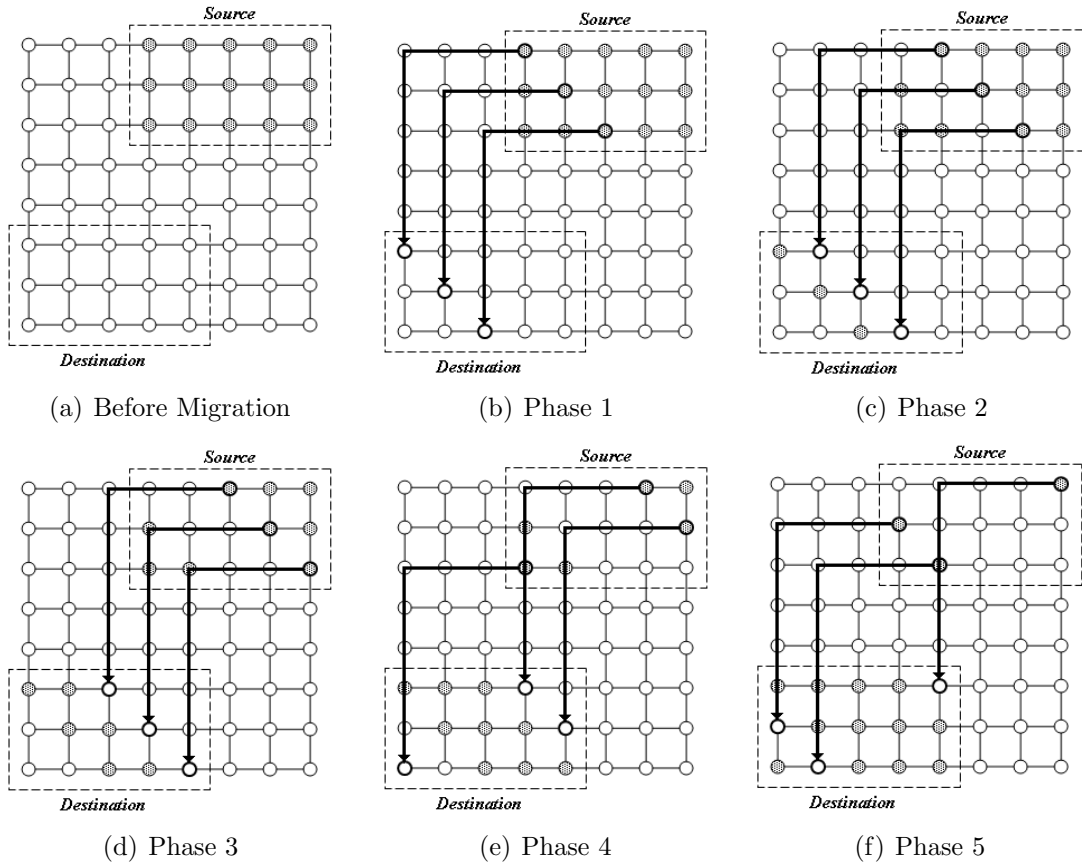 Source
Source
Source
Destination
Destination
Destination
(a) Before Migration
(b) Phase 1
(c) Phase 2
Source
Source
Source
Destination
Destination
Destination
(d) Phase 3
(e) Phase 4
(f) Phase 5